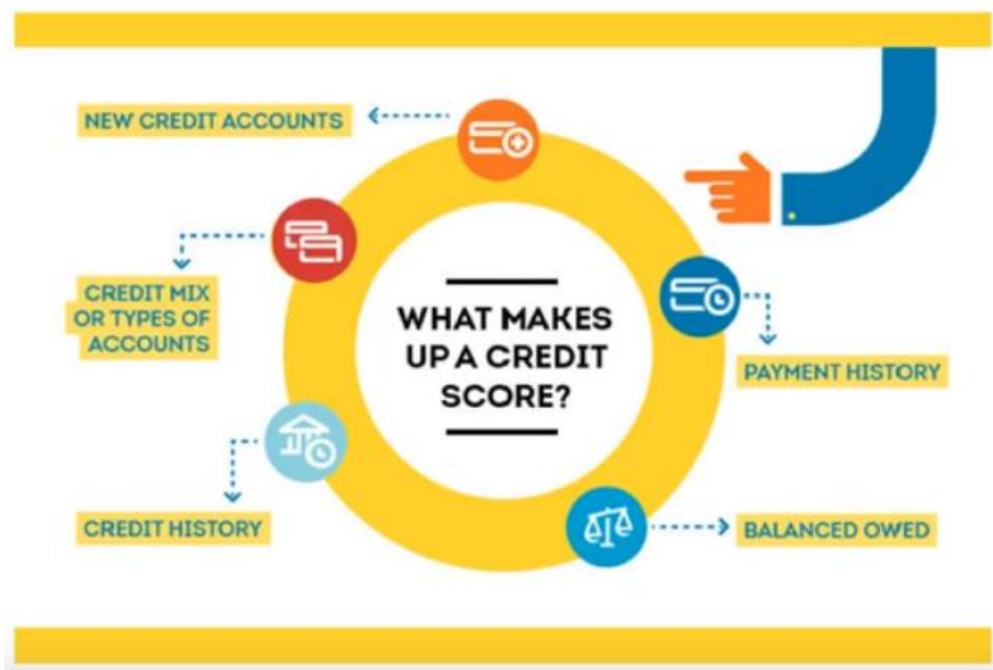 NEW CREDIT ACCOUNTS
CREDIT MIX
OR TYPES OF
ACCOUNTS
WHAT MAKES
UP A CREDIT
SCORE?
PAYMENT HISTORY
CREDIT HISTORY
BALANCED OWED